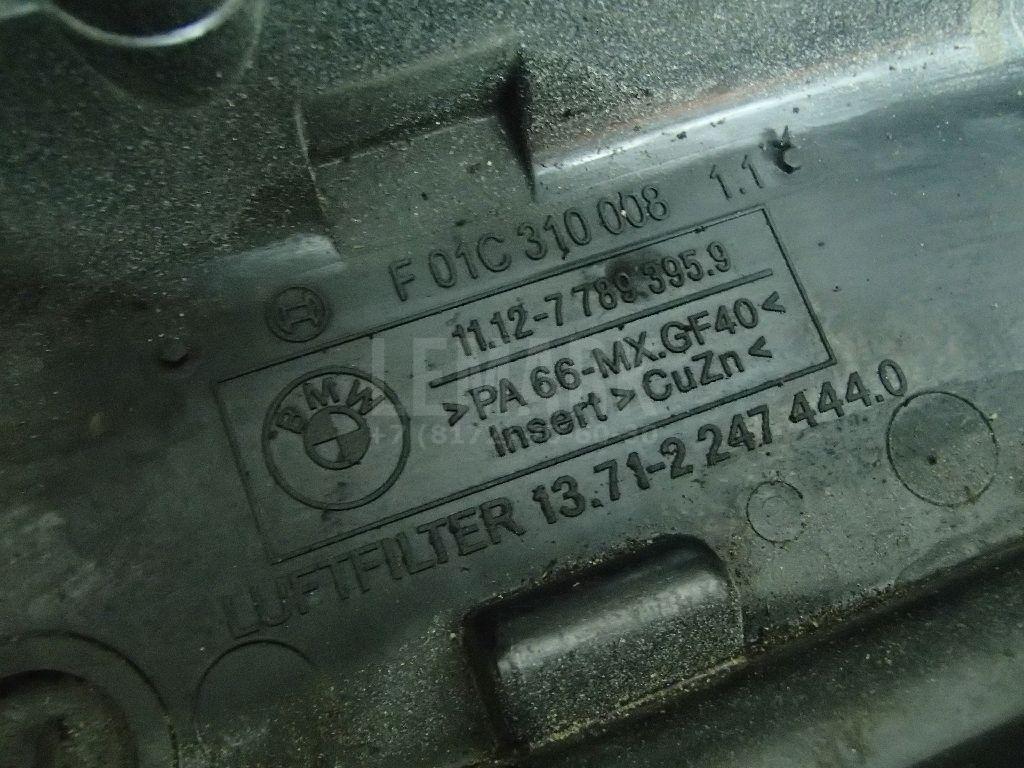 F 01C 310 008 1.1
11.12-7 789.395.9
BMW
>PA 66-MX.GF40<
Insert >CuZn<
LUFTFILTER 13.71-2 247 444.0